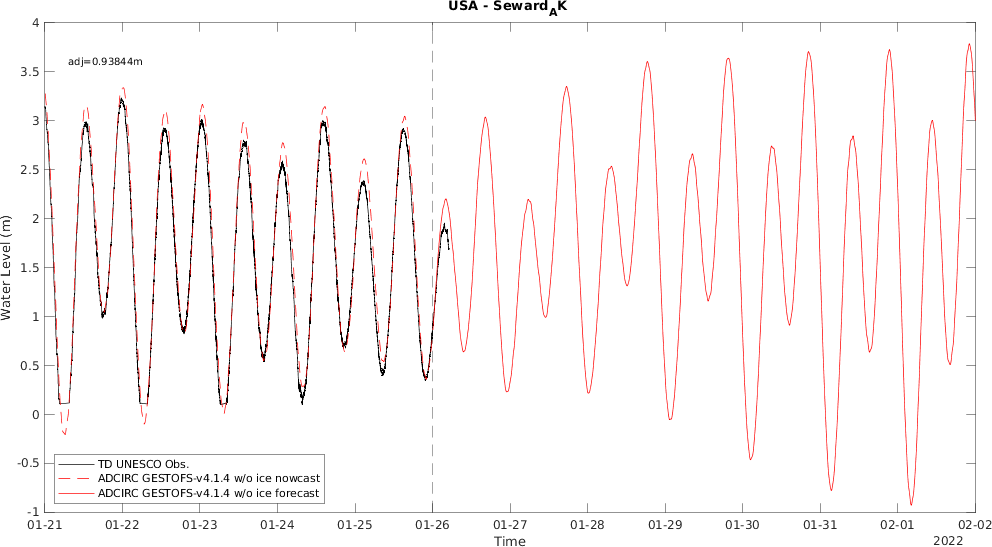 USA - Seward_AK
adj=0.93844m
4
3.5
3
2.5
2
1.5
1
0.5
0
-0.5
-1
Water Level (m)
TD UNESCO Obs.
ADCIRC GESTOFS-v4.1.4 w/o ice nowcast
ADCIRC GESTOFS-v4.1.4 w/o ice forecast
01-21 01-22 01-23 01-24 01-25 01-26 01-27 01-28 01-29 01-30 01-31 02-01 02-02
Time
2022